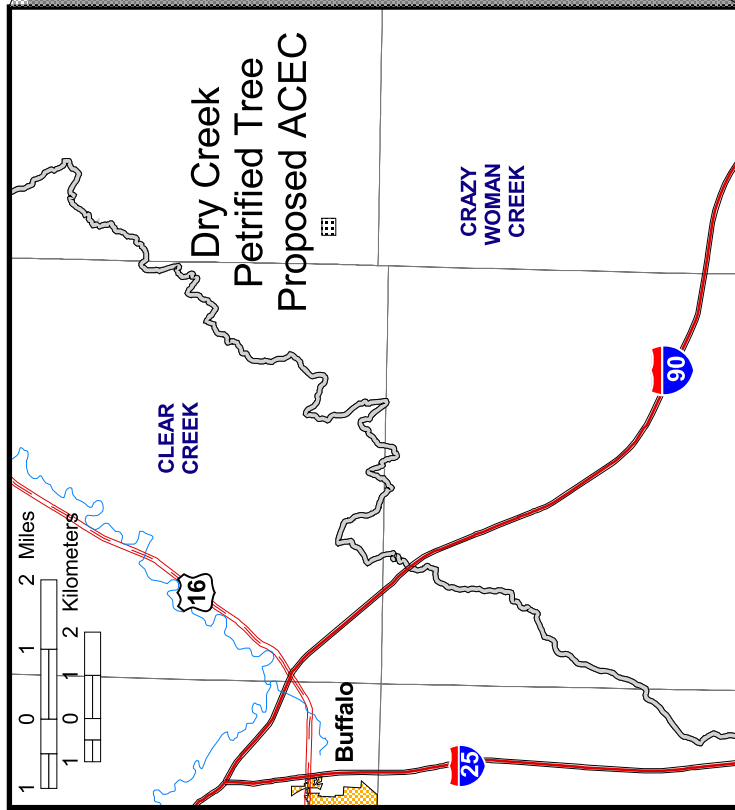 Dry Creek
Petrified Tree
Proposed ACEC
CRAZY
WOMAN
CREEK
CLEAR
CREEK
90
16
25
Buffalo
1 0 1 2 Miles
1 0 1 2 Kilometers